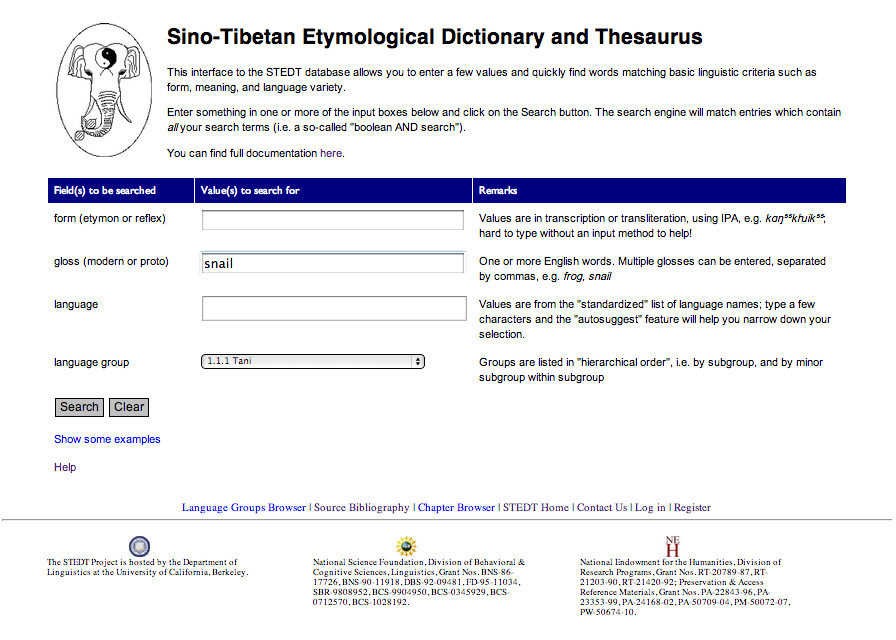 Sino-Tibetan Etymological Dictionary and Thesaurus
This interface to the STEDT database allows you to enter a few values and quickly find words matching basic linguistic criteria such as
form, meaning, and language variety.
Enter something in one or more of the input boxes below and click on the Search button. The search engine will match entries which contain
all your search terms (i.e. a so-called "boolean AND search").
You can find full documentation here.
Field(s) to be searched Value(s) to search for Remarks
form (etymon or reflex) Values are in transcription or transliteration, using IPA, e.g. kaŋ⁵⁵khuik⁵⁵;
hard to type without an input method to help!
gloss (modern or proto) snail One or more English words. Multiple glosses can be entered, separated
by commas, e.g. frog, snail
language Values are from the "standardized" list of language names; type a few
characters and the "autosuggest" feature will help you narrow down your
selection.
language group 1.1.1 Tani Groups are listed in "hierarchical order", i.e. by subgroup, and by minor
subgroup within subgroup
Search Clear
Show some examples
Help
Language Groups Browser | Source Bibliography | Chapter Browser | STEDT Home | Contact Us | Log in | Register
The STEDT Project is hosted by the Department of
Linguistics at the University of California, Berkeley.
National Science Foundation, Division of Behavioral &
Cognitive Sciences, Linguistics, Grant Nos. BNS-86-
17726, BNS-90-11918, DBS-92-09481, FD-95-11034,
SBR-9808952, BCS-9904950, BCS-0345929, BCS-
0712570, BCS-1028192.
NEH
National Endowment for the Humanities, Division of
Research Programs, Grant Nos. RT-20789-87, RT-
21203-90, RT-21420-92; Preservation & Access
Reference Materials, Grant Nos. PA-22843-96, PA-
23353-99, PA-24168-02, PA-50709-04, PM-50072-07,
PW-50674-10.